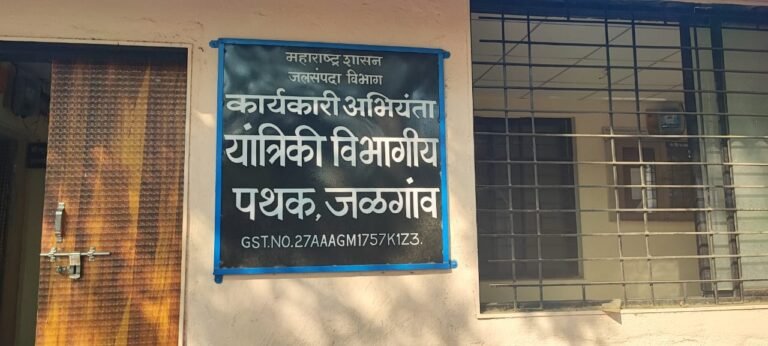 महाराष्ट्र शासन
जलसंपदा विभाग
कार्यकारी अभियंता
यांत्रिकी विभागीय
पथक, जळगांव
GST.NO.27AAAGM1757K1Z3.